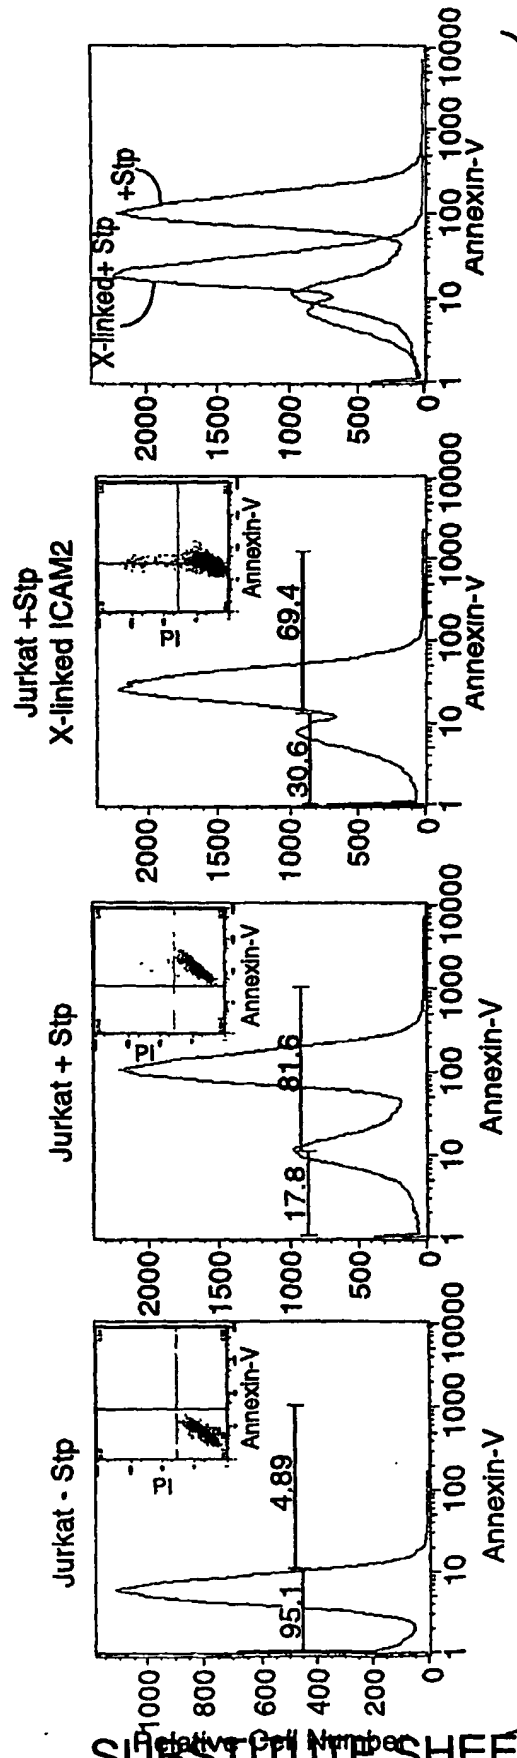 Jurkat - Stp
1000
800
600
400
200
0
Relative Cell Number
95.1
4.89
PI
Annexin-V
1 10 100 1000 10000
Annexin-V
Jurkat + Stp
2000
1500
1000
500
0
17.8
81.6
PI
Annexin-V
1 10 100 1000 10000
Annexin-V
Jurkat +Stp
X-linked ICAM2
2000
1500
1000
500
0
30.6
69.4
PI
Annexin-V
1 10 100 1000 10000
Annexin-V
X-linked+ Stp
+Stp
2000
1500
1000
500
0
1 10 100 1000 10000
Annexin-V
SUBSTITUTE SHEE